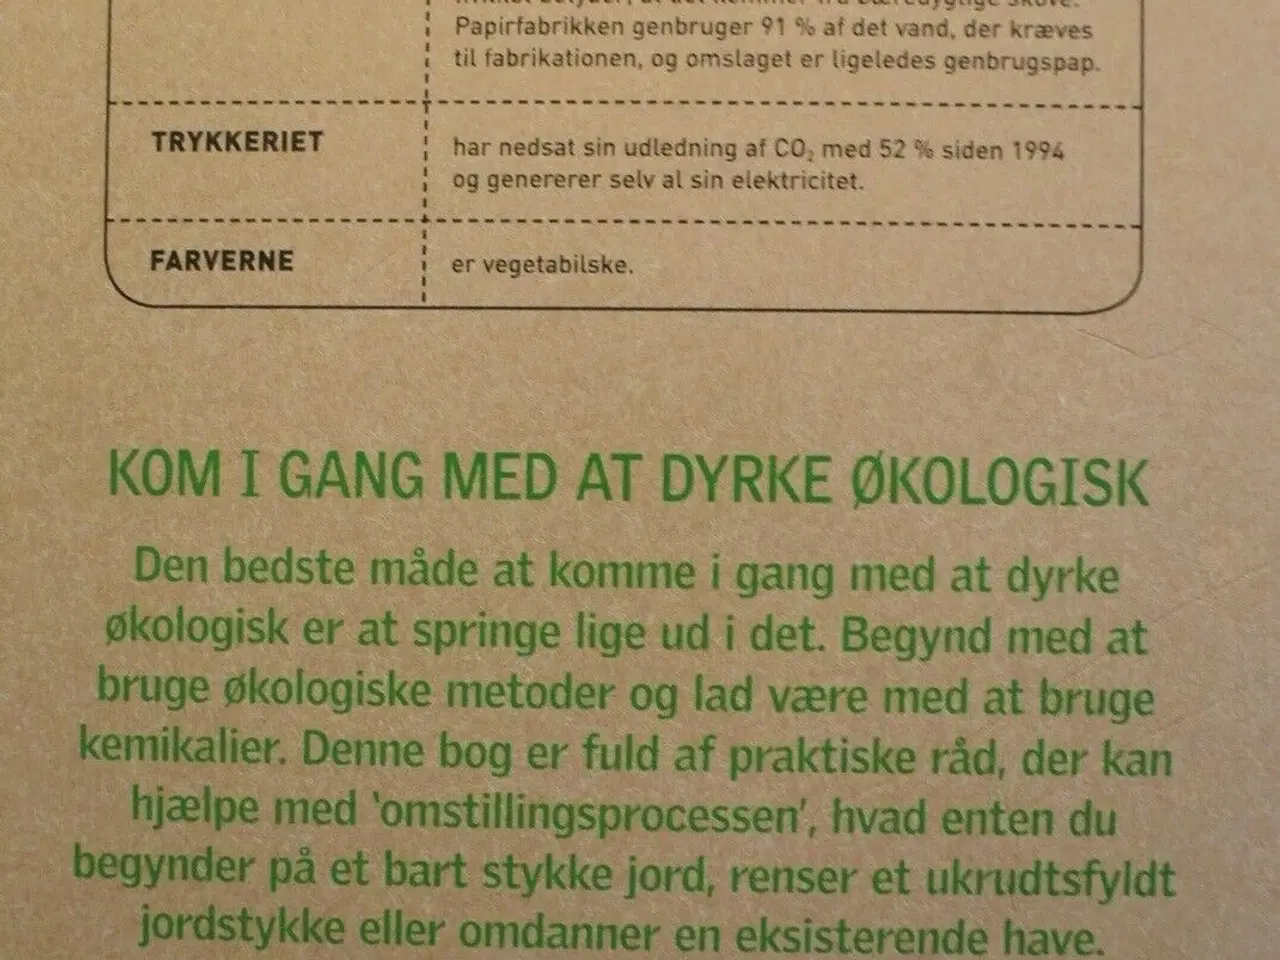 Papirfabrikken genbruger 91 % af det vand, der kræves
til fabrikationen, og omslaget er ligeledes genbrugspap.
TRYKKERIET
har nedsat sin udledning af CO₂ med 52 % siden 1994
og genererer selv al sin elektricitet.
FARVERNE
er vegetabilske.
KOM I GANG MED AT DYRKE ØKOLOGISK
Den bedste måde at komme i gang med at dyrke
økologisk er at springe lige ud i det. Begynd med at
bruge økologiske metoder og lad være med at bruge
kemikalier. Denne bog er fuld af praktiske råd, der kan
hjælpe med 'omstillingsprocessen', hvad enten du
begynder på et bart stykke jord, renser et ukrudtsfyldt
jordstykke eller omdanner en eksisterende have.